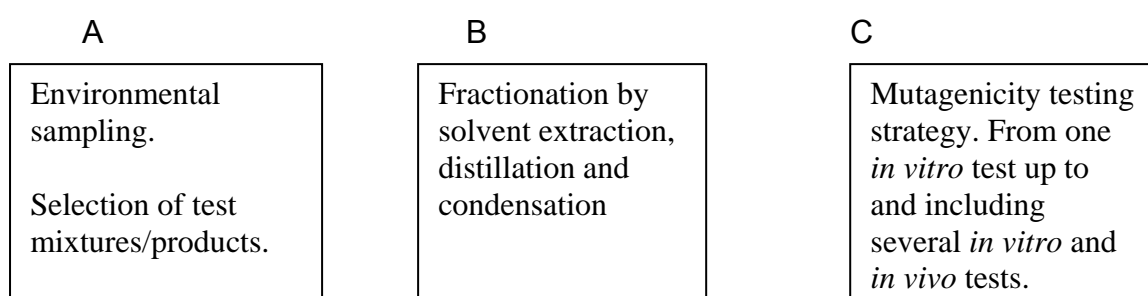 A
B
C
Environmental
sampling.
Selection of test
mixtures/products.
Fractionation by
solvent extraction,
distillation and
condensation
Mutagenicity testing
strategy. From one
in vitro test up to
and including
several in vitro and
in vivo tests.